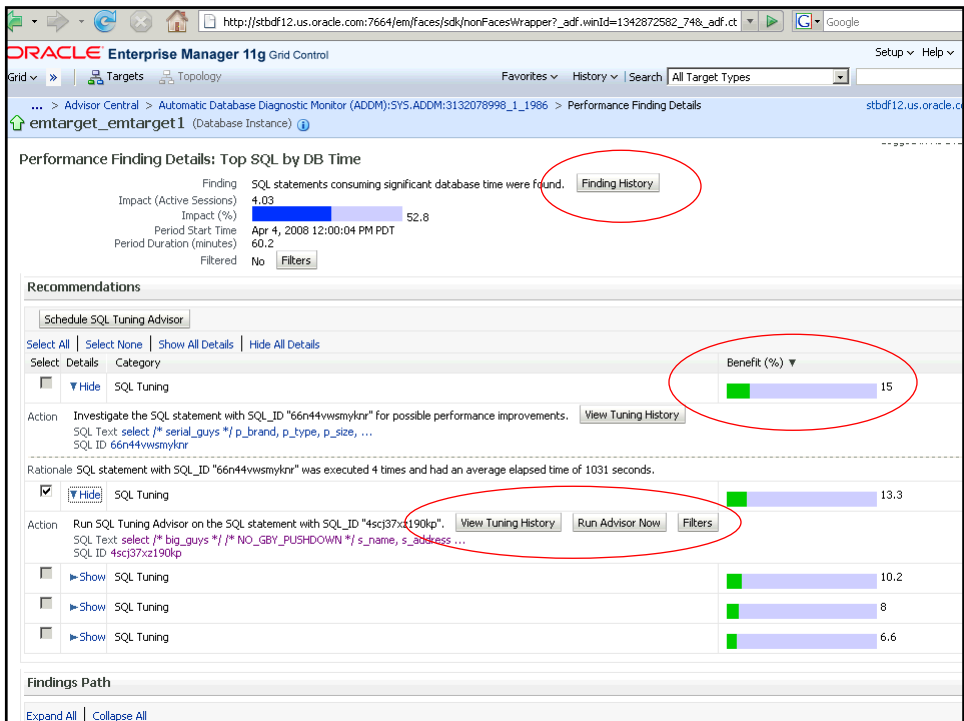 http://stbdf12.us.oracle.com:7664/em/faces/sdk/nonFacesWrapper?_adf.winId=1342872582_74&_adf.ct
G Google
ORACLE Enterprise Manager 11g Grid Control
Setup Help
Grid » Targets Topology
Favorites History Search All Target Types
... > Advisor Central > Automatic Database Diagnostic Monitor (ADDM):SYS.ADDM:3132078998_1_1986 > Performance Finding Details
stbdf12.us.oracle.co
emtarget_emtarget1 (Database Instance)
Performance Finding Details: Top SQL by DB Time
Finding SQL statements consuming significant database time were found. Finding History
Impact (Active Sessions) 4.03
Impact (%) 52.8
Period Start Time Apr 4, 2008 12:00:04 PM PDT
Period Duration (minutes) 60.2
Filtered No Filters
Recommendations
Schedule SQL Tuning Advisor
Select All | Select None | Show All Details | Hide All Details
Select Details Category Benefit (%) ▼
▼Hide SQL Tuning 15
Action Investigate the SQL statement with SQL_ID "66n44vwsmyknr" for possible performance improvements. View Tuning History
SQL Text select /* serial_guys */ p_brand, p_type, p_size, ...
SQL ID 66n44vwsmyknr
Rationale SQL statement with SQL_ID "66n44vwsmyknr" was executed 4 times and had an average elapsed time of 1031 seconds.
▼Hide SQL Tuning 13.3
Action Run SQL Tuning Advisor on the SQL statement with SQL_ID "4scj37xz190kp". View Tuning History Run Advisor Now Filters
SQL Text select /* big_guys */ /* NO_GBY_PUSHDOWN */ s_name, s_address ...
SQL ID 4scj37xz190kp
►Show SQL Tuning 10.2
►Show SQL Tuning 8
►Show SQL Tuning 6.6
Findings Path
Expand All | Collapse All